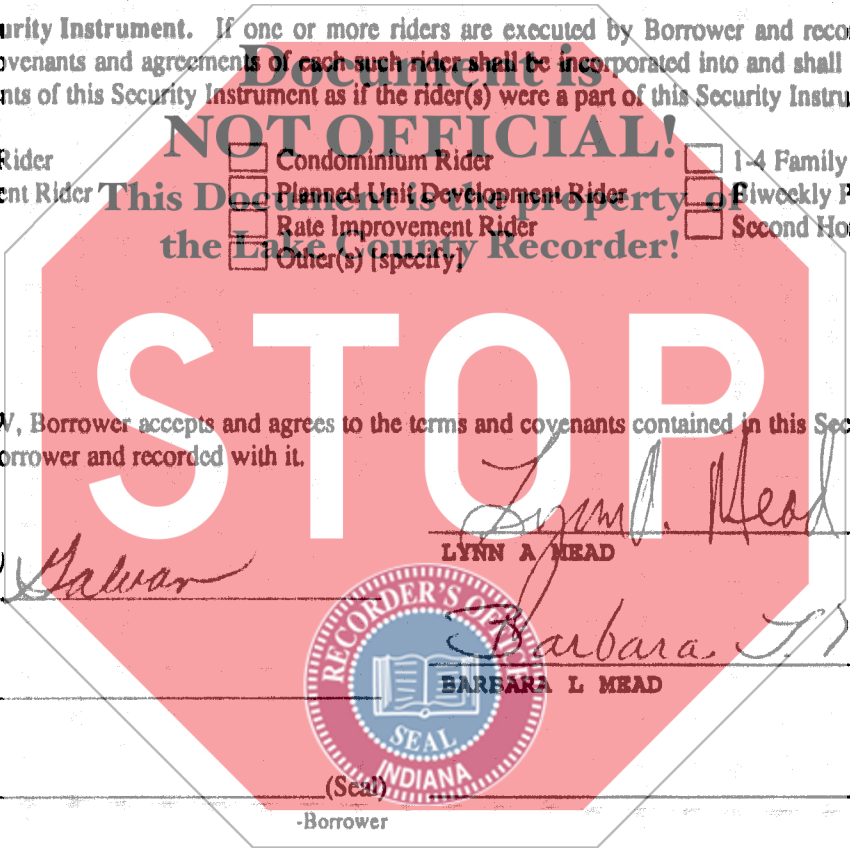 urity Instrument. If one or more riders are executed by Borrower and reco
ovenants and agreements of each such rider shall be incorporated into and shall
nts of this Security Instrument as if the rider(s) were a part of this Security Instru
Document is
NOT OFFICIAL!
This Document is the property of
the Lake County Recorder!
Rider
Condominium Rider
1-4 Family
ent Rider
Planned Unit Development Rider
Biweekly P
Rate Improvement Rider
Second Ho
Other(s) [specify]
STOP
V, Borrower accepts and agrees to the terms and covenants contained in this Sec
orrower and recorded with it.
Lynn A. Mead
LYNN A MEAD
Galvan
Barbara
BARBARA L MEAD
RECORDER'S OFFICE
SEAL
INDIANA
(Seal)
-Borrower